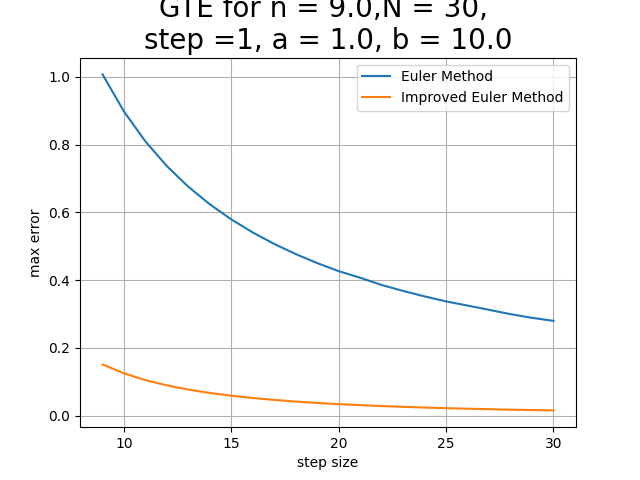 GTE for n = 9.0,N = 30,
step =1, a = 1.0, b = 10.0
Euler Method
Improved Euler Method
1.0
0.8
0.6
0.4
0.2
0.0
max error
10
15
20
25
30
step size